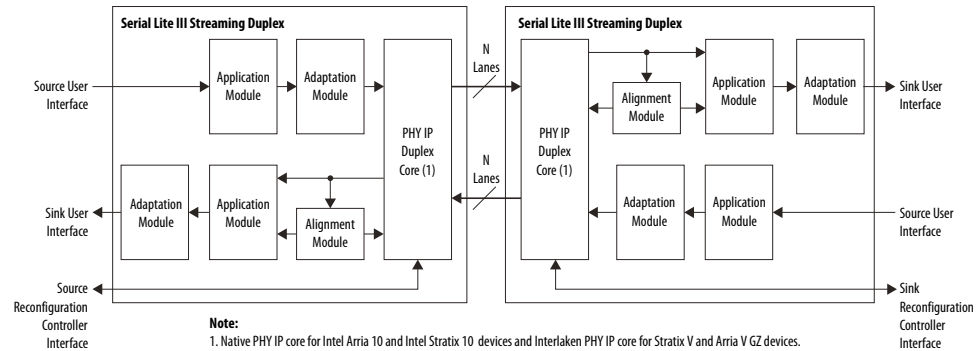 Serial Lite III Streaming Duplex
Serial Lite III Streaming Duplex
Source User
Interface
Application
Module
Adaptation
Module
PHY IP
Duplex
Core (1)
N
Lanes
N
Lanes
Sink User
Interface
Adaptation
Module
Application
Module
Alignment
Module
Source
Reconfiguration
Controller
Interface
PHY IP
Duplex
Core (1)
Alignment
Module
Application
Module
Adaptation
Module
Sink User
Interface
Adaptation
Module
Application
Module
Source User
Interface
Sink
Reconfiguration
Controller
Interface
Note:
1. Native PHY IP core for Intel Arria 10 and Intel Stratix 10 devices and Interlaken PHY IP core for Stratix V and Arria V GZ devices.